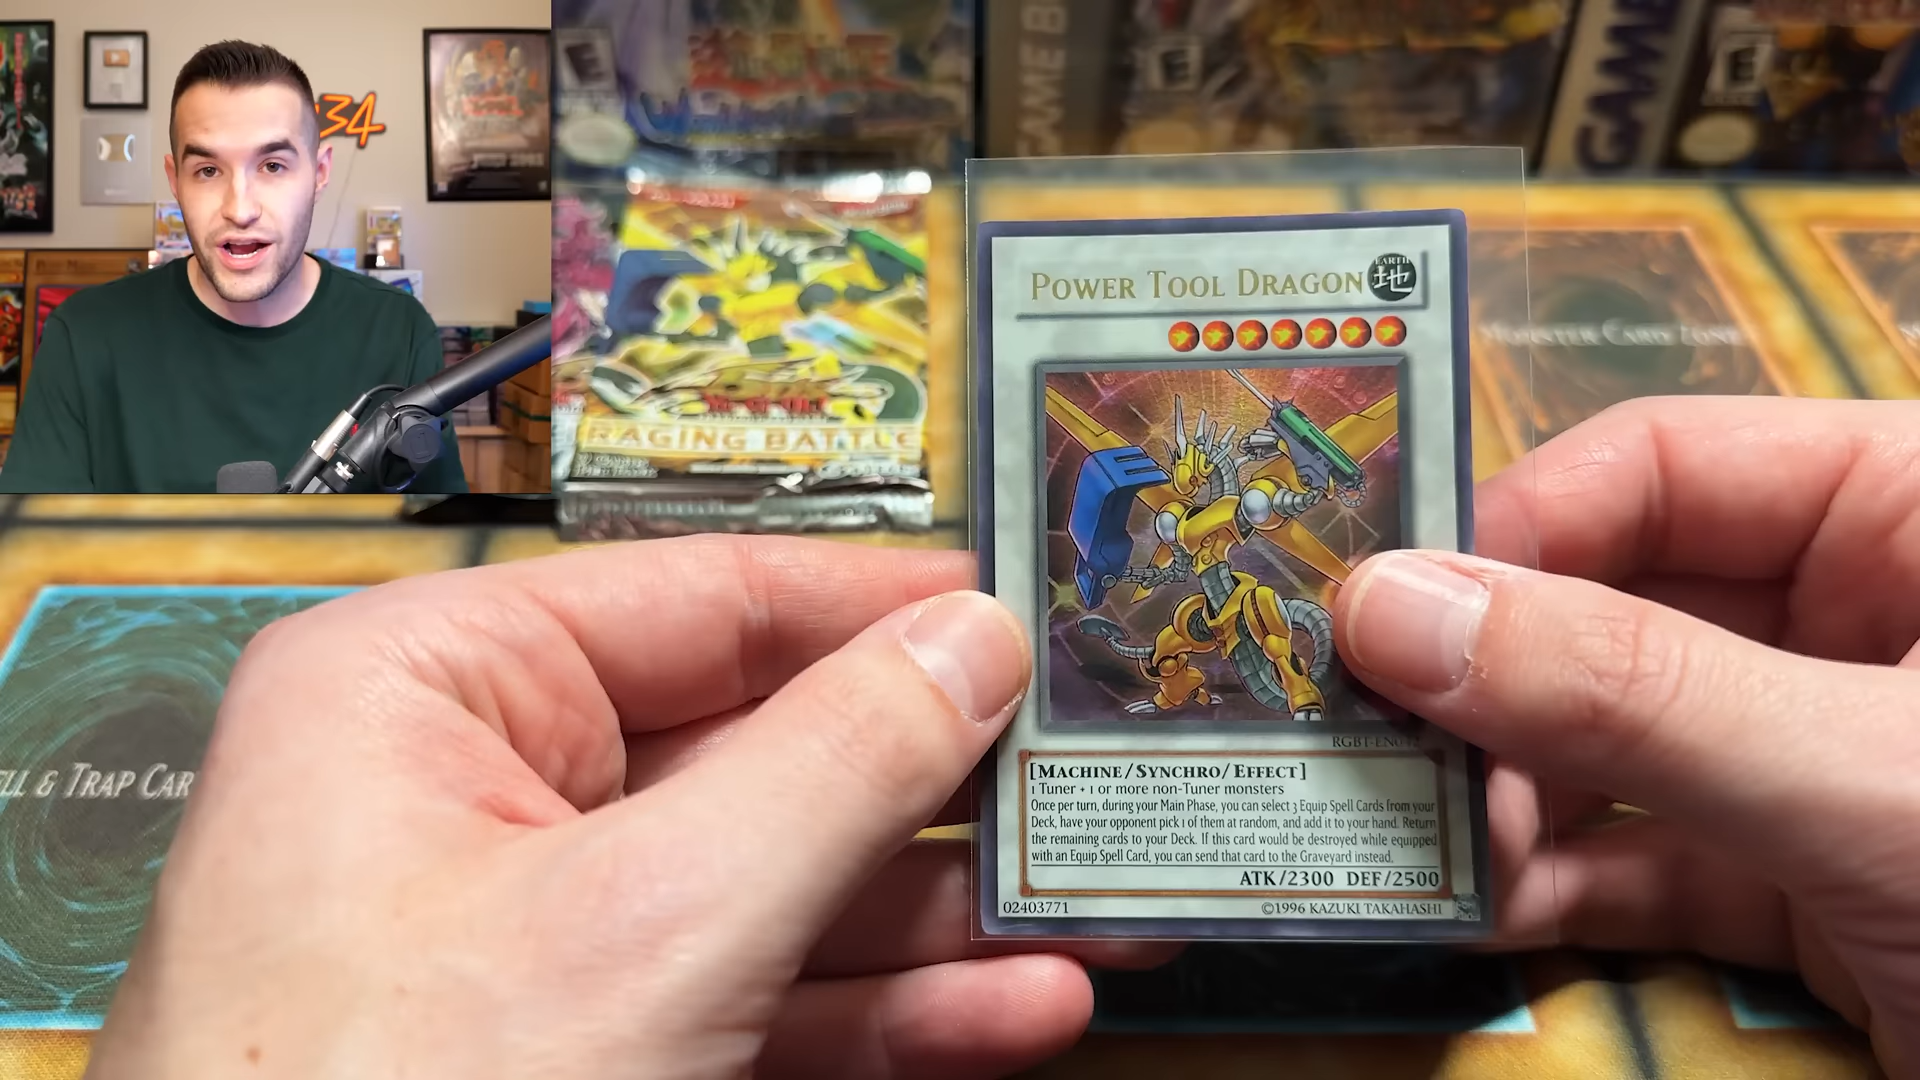 34
GAME B
GAME
E
E
E
RAGING BATTLE
POWER TOOL DRAGON
EARTH
地
MONSTER CARD ZONE
RGBT-EN042
[MACHINE/SYNCHRO/EFFECT]
1 Tuner + 1 or more non-Tuner monsters
Once per turn, during your Main Phase, you can select 3 Equip Spell Cards from your
Deck, have your opponent pick 1 of them at random, and add it to your hand. Return
the remaining cards to your Deck. If this card would be destroyed while equipped
with an Equip Spell Card, you can send that card to the Graveyard instead.
ATK/2300 DEF/2500
02403771
©1996 KAZUKI TAKAHASHI
ELL & TRAP CAR